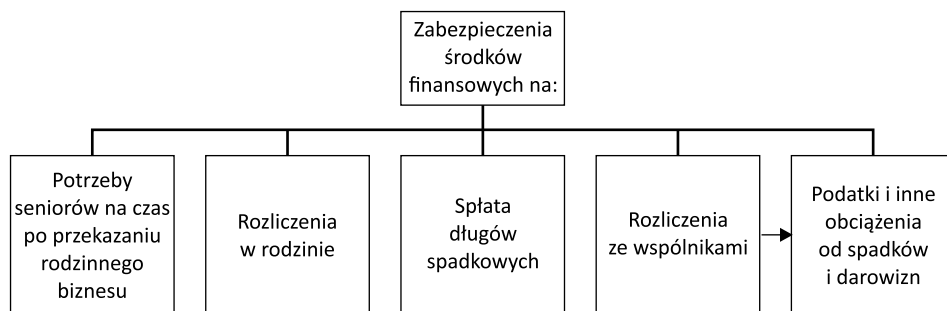 Zabezpieczenia
środków
finansowych na:
Potrzeby
seniorów na czas
po przekazaniu
rodzinnego
biznesu
Rozliczenia
w rodzinie
Spłata
długów
spadkowych
Rozliczenia
ze wspólnikami
Podatki i inne
obciążenia
od spadków
i darowizn